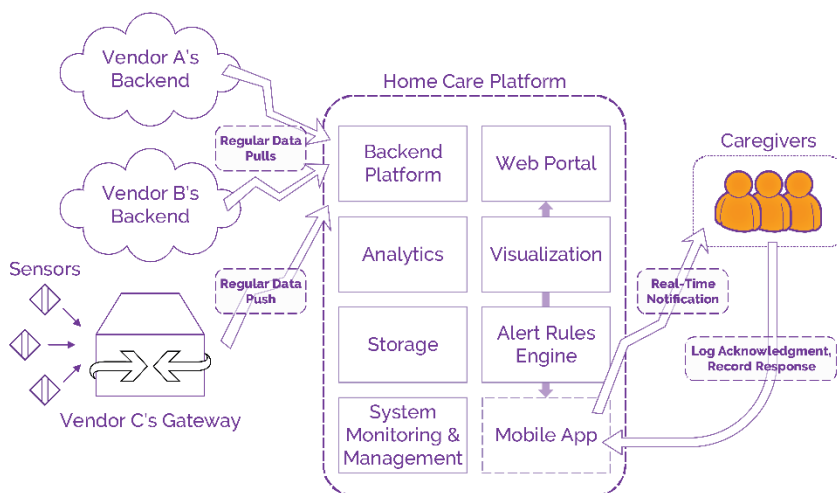 Vendor A's
Backend
Home Care Platform
Regular Data
Pulls
Backend
Platform
Web Portal
Caregivers
Vendor B's
Backend
Analytics
Visualization
Sensors
Regular Data
Push
Real-Time
Notification
Storage
Alert Rules
Engine
Log Acknowledgment,
Record Response
Vendor C's Gateway
System
Monitoring &
Management
Mobile App